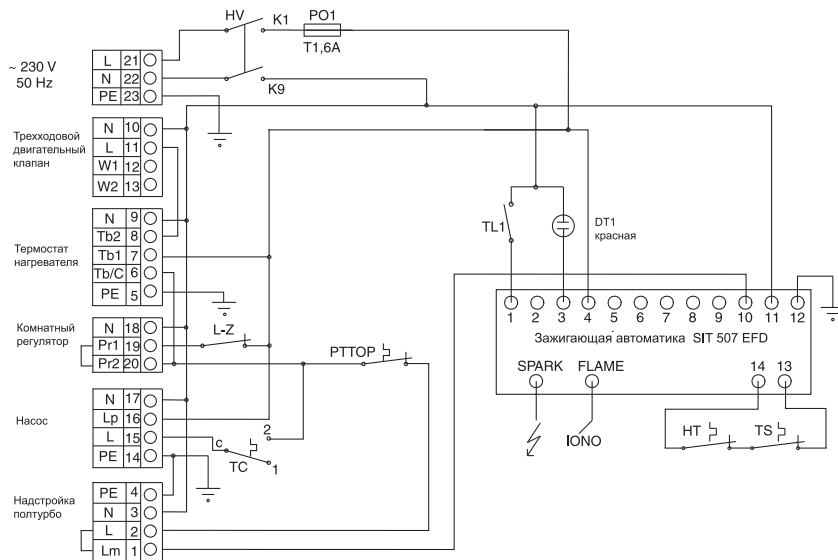 HV K1 PO1
T1,6A
K9
~ 230 V
50 Hz
L 21
N 22
PE 23
Трехходовой
двигательный
клапан
N 10
L 11
W1 12
W2 13
Термостат
нагревателя
N 9
Tb2 8
Tb1 7
Tb/C 6
PE 5
Комнатный
регулятор
N 18
Pr1 19
Pr2 20
L-Z
PTTOP
Насос
N 17
Lp 16
L 15
PE 14
c
TC
2
1
Надстройка
полтурбо
PE 4
N 3
L 2
Lm 1
TL1
DT1
красная
1 2 3 4 5 6 7 8 9 10 11 12
Зажигающая автоматика SIT 507 EFD
SPARK FLAME 14 13
IONO
HT TS